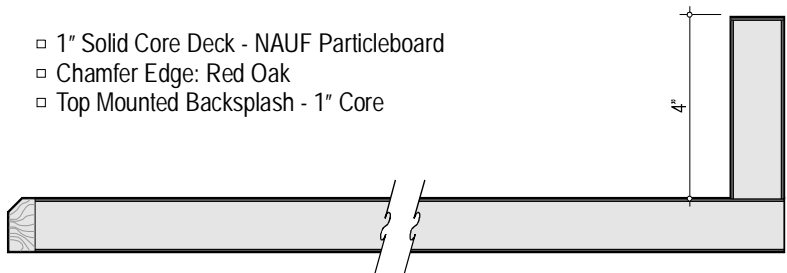 ▫ 1" Solid Core Deck - NAUF Particleboard
▫ Chamfer Edge: Red Oak
▫ Top Mounted Backsplash - 1" Core
4"